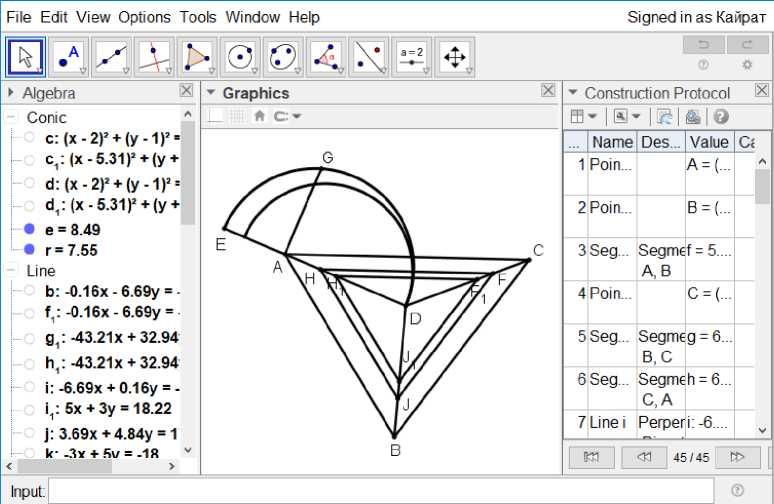 File Edit View Options Tools Window Help
Signed in as Кайрат
A
α
a=2
Algebra
Graphics
Construction Protocol
Conic
c: (x - 2)² + (y - 1)² =
c₁: (x - 5.31)² + (y +
d: (x - 2)² + (y - 1)² =
d₁: (x - 5.31)² + (y +
e = 8.49
r = 7.55
Line
b: -0.16x - 6.69y = -
f₁: -0.16x - 6.69y = -
g₁: -43.21x + 32.94
h₁: -43.21x + 32.94
i: -6.69x + 0.16y = -
i₁: 5x + 3y = 18.22
j: 3.69x + 4.84y = 1
k: -3x + 5y = -18
G
E
A
C
H
H₁
F
F₁
D
J₁
J
B
... Name Des... Value Ca
1 Poin... A = (...
2 Poin... B = (...
3 Seg... Segme f = 5....
A, B
4 Poin... C = (...
5 Seg... Segme g = 6...
B, C
6 Seg... Segme h = 6...
C, A
7 Line i Perper i: -6....
45 / 45
Input: